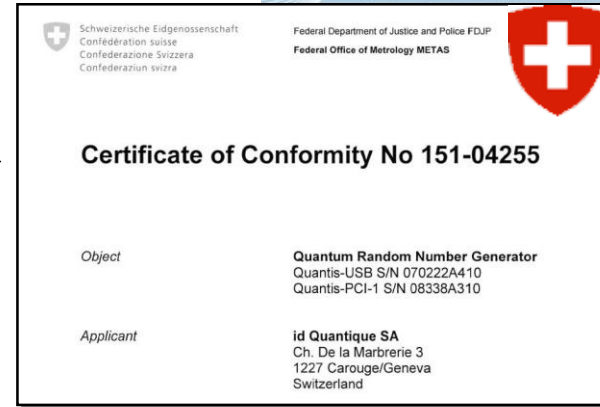 Schweizerische Eidgenossenschaft
Confédération suisse
Confederazione Svizzera
Confederaziun svizra
Federal Department of Justice and Police FDJP
Federal Office of Metrology METAS
Certificate of Conformity No 151-04255
Object
Quantum Random Number Generator
Quantis-USB S/N 070222A410
Quantis-PCI-1 S/N 08338A310
Applicant
id Quantique SA
Ch. De la Marbrerie 3
1227 Carouge/Geneva
Switzerland